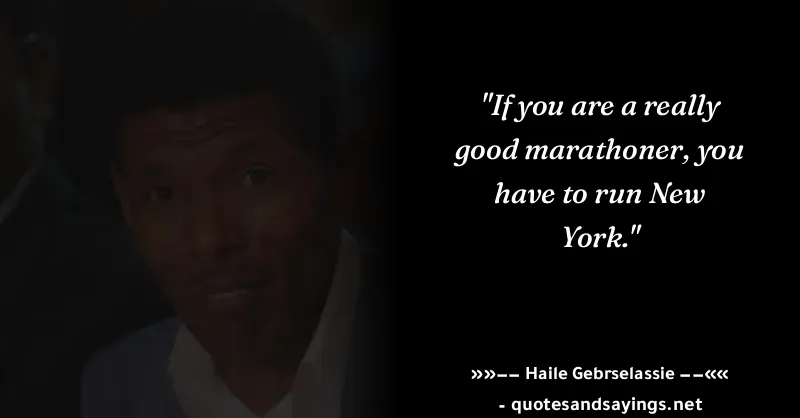 "If you are a really
good marathoner, you
have to run New
York."
»»−− Haile Gebrselassie −−««
- quotesandsayings.net